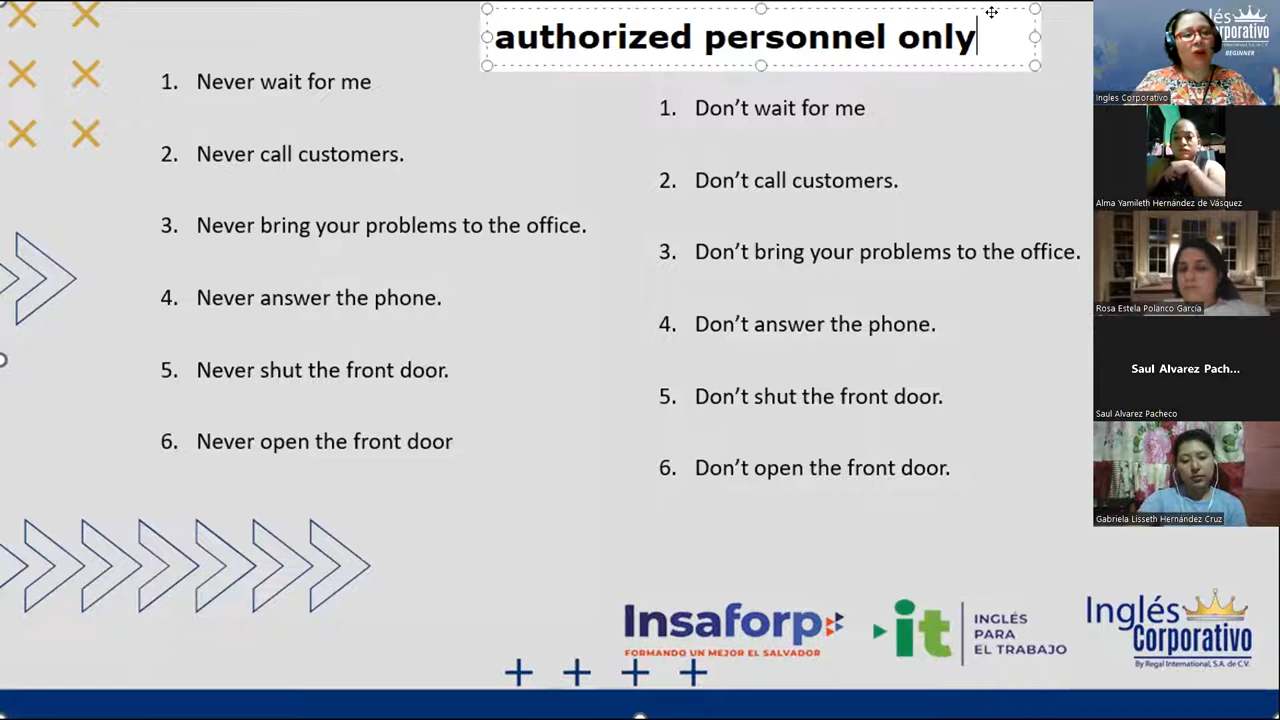 authorized personnel only
1. Never wait for me
2. Never call customers.
3. Never bring your problems to the office.
4. Never answer the phone.
5. Never shut the front door.
6. Never open the front door
1. Don't wait for me
2. Don't call customers.
3. Don't bring your problems to the office.
4. Don't answer the phone.
5. Don't shut the front door.
6. Don't open the front door.
Insaforp
FORMANDO UN MEJOR EL SALVADOR
it
INGLÉS
PARA
EL TRABAJO
Inglés
Corporativo
By Regal International, S.A. de C.V.
lés
orporativo
BEGINNER
Ingles Corporativo
Alma Yamileth Hernández de Vásquez
Rosa Estela Polanco García
Saul Alvarez Pach...
Saul Alvarez Pacheco
Gabriela Lisseth Hernández Cruz